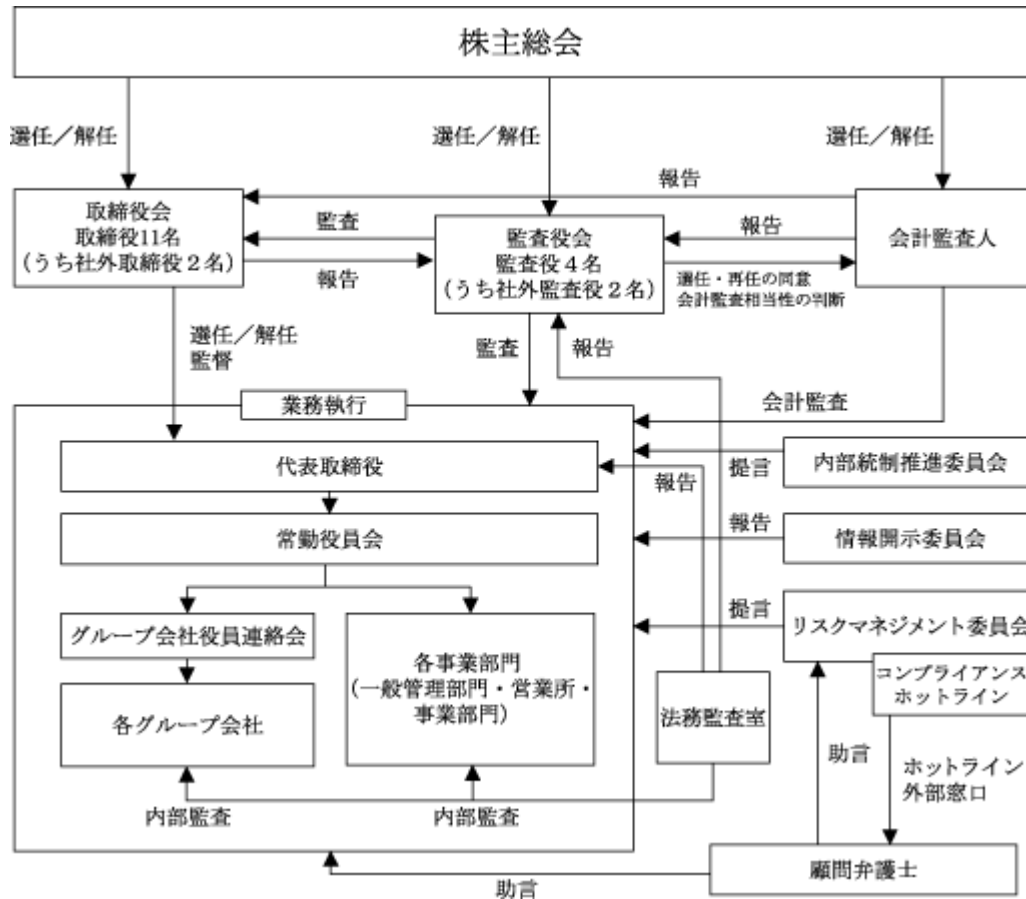 株主総会
選任／解任
選任／解任
選任／解任
報告
取締役会
取締役11名
（うち社外取締役２名）
監査
報告
監査役会
監査役４名
（うち社外監査役２名）
報告
選任・再任の同意
会計監査相当性の判断
会計監査人
選任／解任
監督
監査
報告
会計監査
業務執行
代表取締役
報告
提言
内部統制推進委員会
常勤役員会
報告
情報開示委員会
グループ会社役員連絡会
各事業部門
（一般管理部門・営業所・
事業部門）
提言
リスクマネジメント委員会
コンプライアンス
ホットライン
各グループ会社
法務監査室
助言
ホットライン
外部窓口
内部監査
内部監査
助言
顧問弁護士